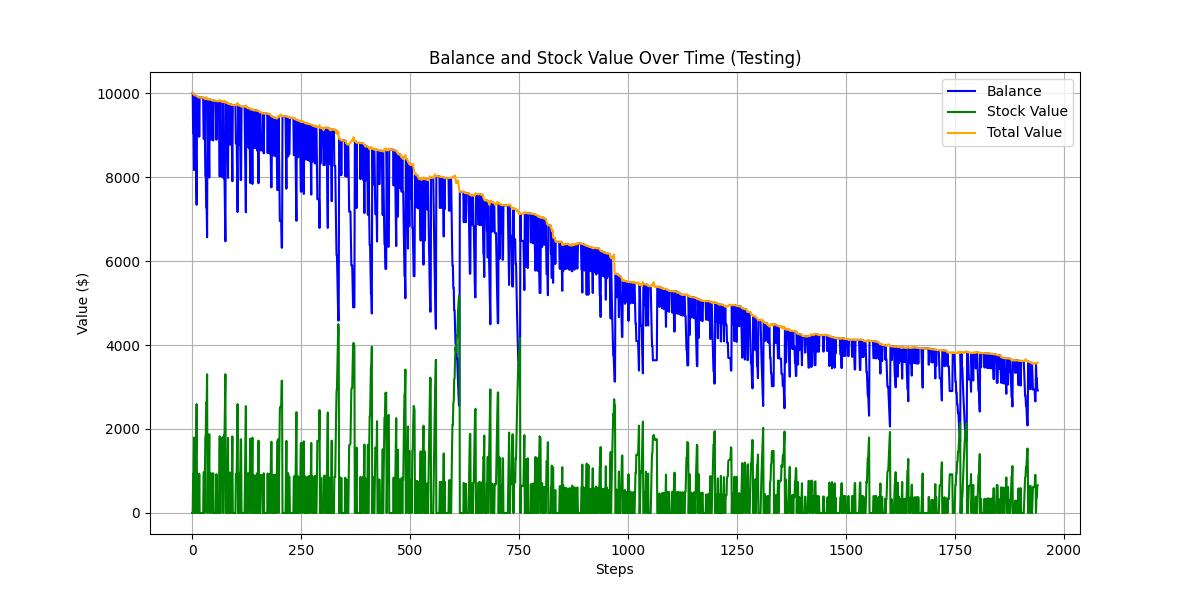 Balance and Stock Value Over Time (Testing)
Balance
Stock Value
Total Value
Value ($)
10000
8000
6000
4000
2000
0
0 250 500 750 1000 1250 1500 1750 2000
Steps